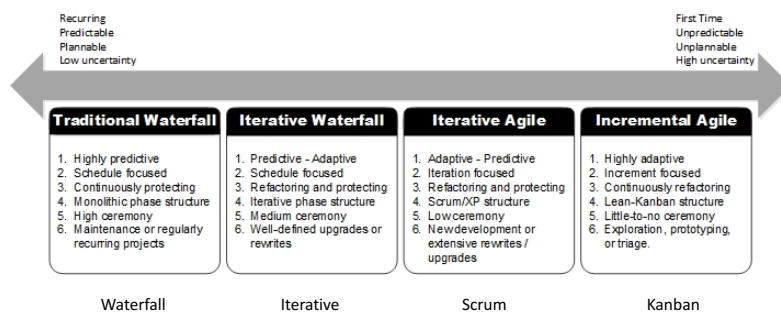 Recurring
Predictable
Plannable
Low uncertainty
First Time
Unpredictable
Unplannable
High uncertainty
Traditional Waterfall
1. Highly predictive
2. Schedule focused
3. Continuously protecting
4. Monolithic phase structure
5. High ceremony
6. Maintenance or regularly
recurring projects
Iterative Waterfall
1. Predictive - Adaptive
2. Schedule focused
3. Refactoring and protecting
4. Iterative phase structure
5. Medium ceremony
6. Well-defined upgrades or
rewrites
Iterative Agile
1. Adaptive - Predictive
2. Iteration focused
3. Refactoring and protecting
4. Scrum/XP structure
5. Low ceremony
6. New development or
extensive rewrites /
upgrades
Incremental Agile
1. Highly adaptive
2. Increment focused
3. Continuously refactoring
4. Lean-Kanban structure
5. Little-to-no ceremony
6. Exploration, prototyping,
or triage.
Waterfall
Iterative
Scrum
Kanban